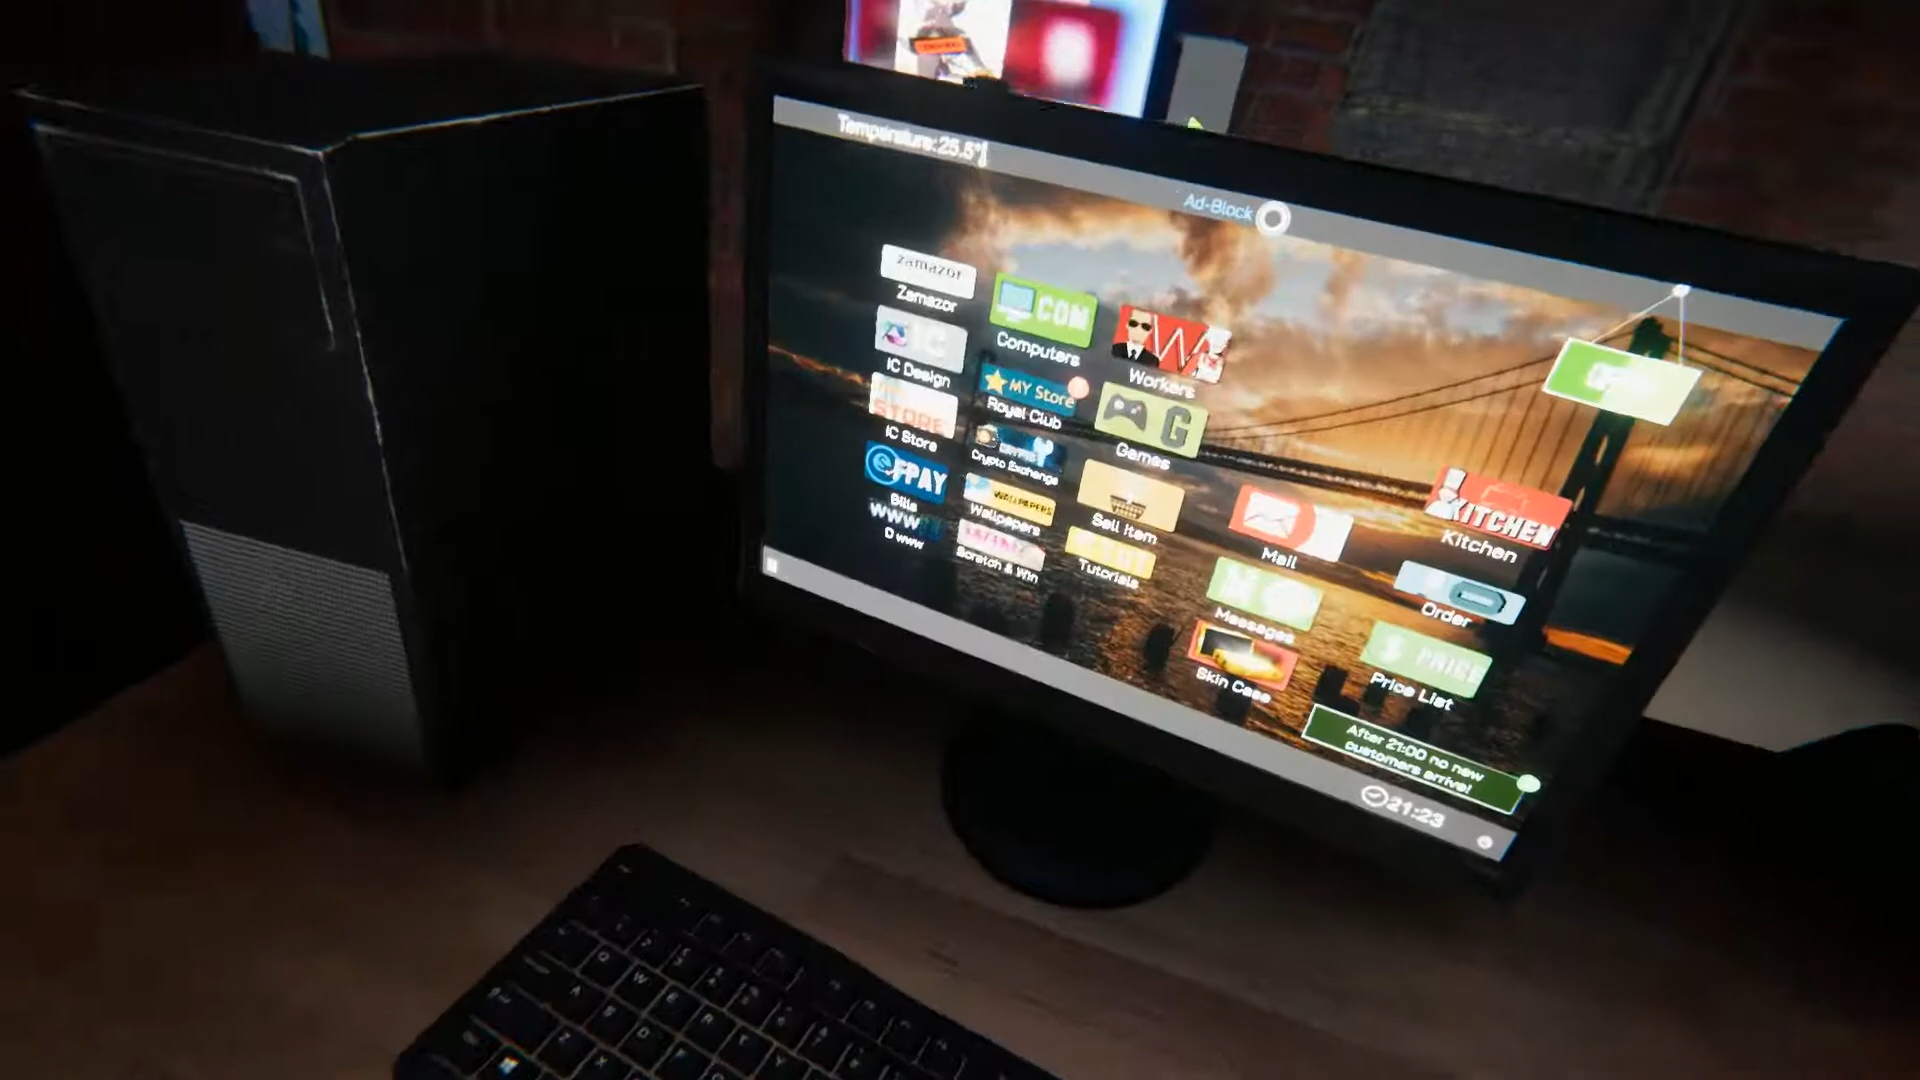 Temperature: 25.5°
Ad-Block
zamazor
Zamazor
COM
Computers
W
Workers
IC
IC Design
MY Store
Royal Club
G
Games
STORE
IC Store
Crypto Exchange
FPAY
Bills
WALLPAPERS
Wallpapers
Sell Item
Mail
KITCHEN
Kitchen
WWW
D www
Scratch & Win
Tutorials
Messages
Order
Skin Case
$ PRICE
Price List
After 21:00 no new
customers arrive!
21:23
Q
W
E
R
T
Y
A
S
D
F
Z
X